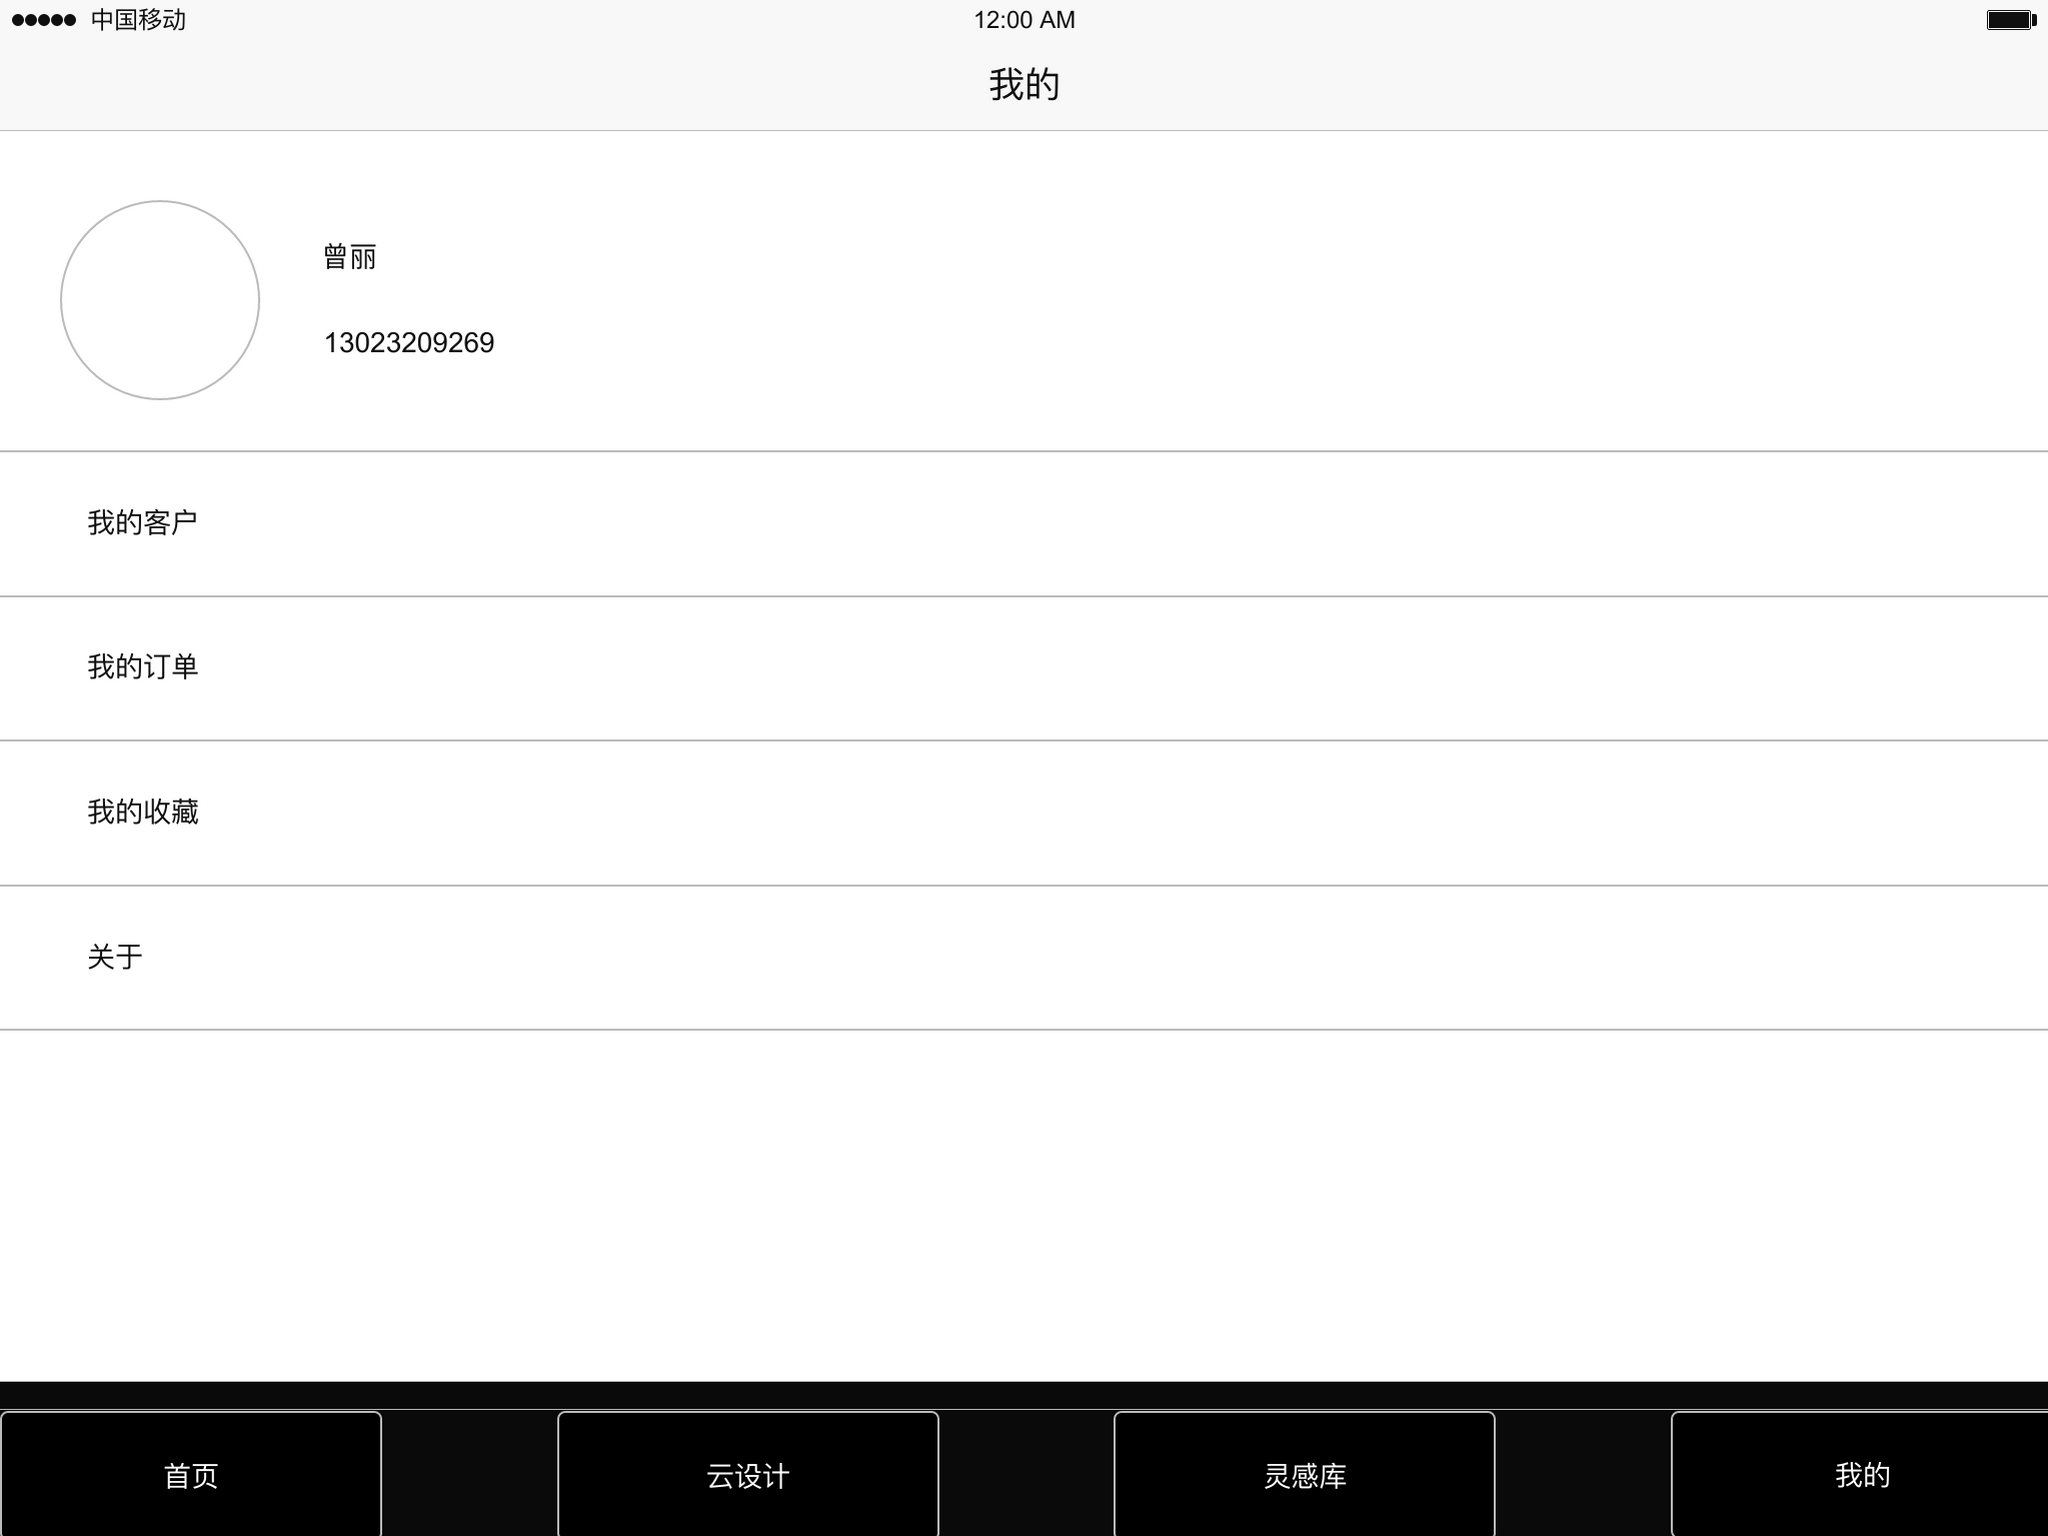 中国移动 12:00 AM
我的
曾丽
13023209269
我的客户
我的订单
我的收藏
关于
首页 云设计 灵感库 我的